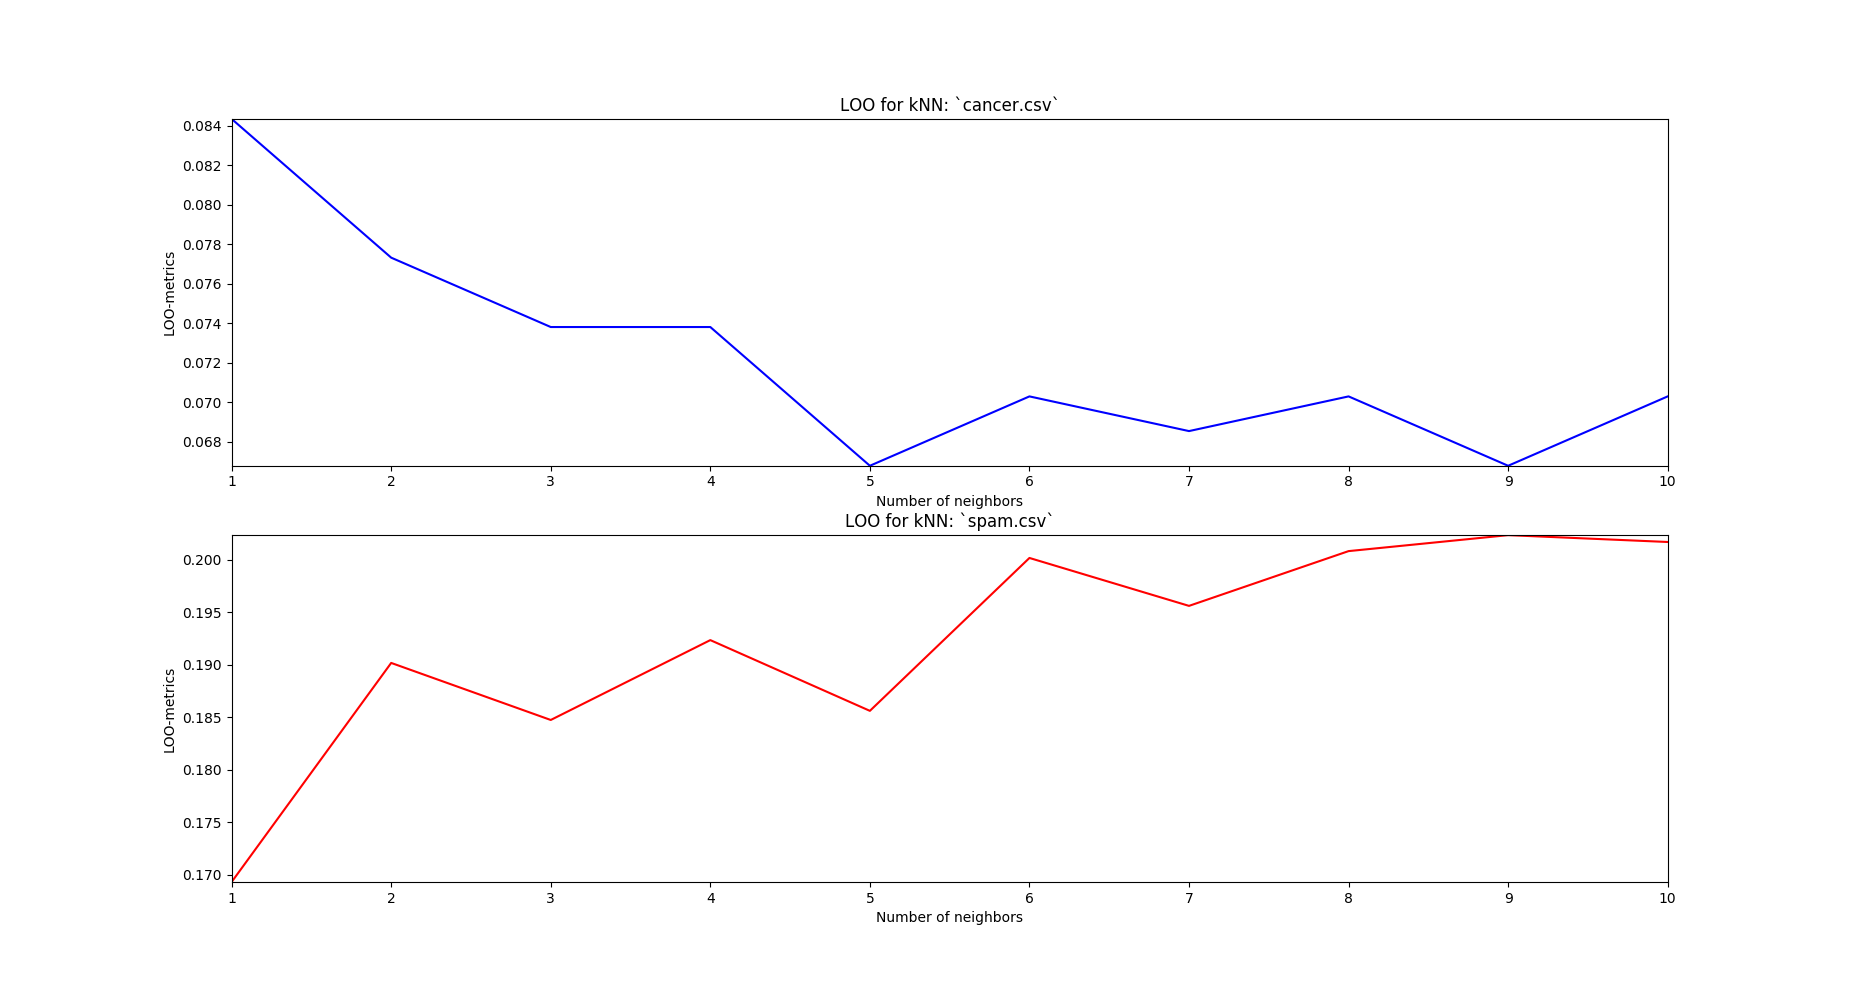 LOO for kNN: `cancer.csv`
0.084
0.082
0.080
0.078
0.076
0.074
0.072
0.070
0.068
LOO-metrics
1 2 3 4 5 6 7 8 9 10
Number of neighbors
LOO for kNN: `spam.csv`
0.200
0.195
0.190
0.185
0.180
0.175
0.170
LOO-metrics
1 2 3 4 5 6 7 8 9 10
Number of neighbors